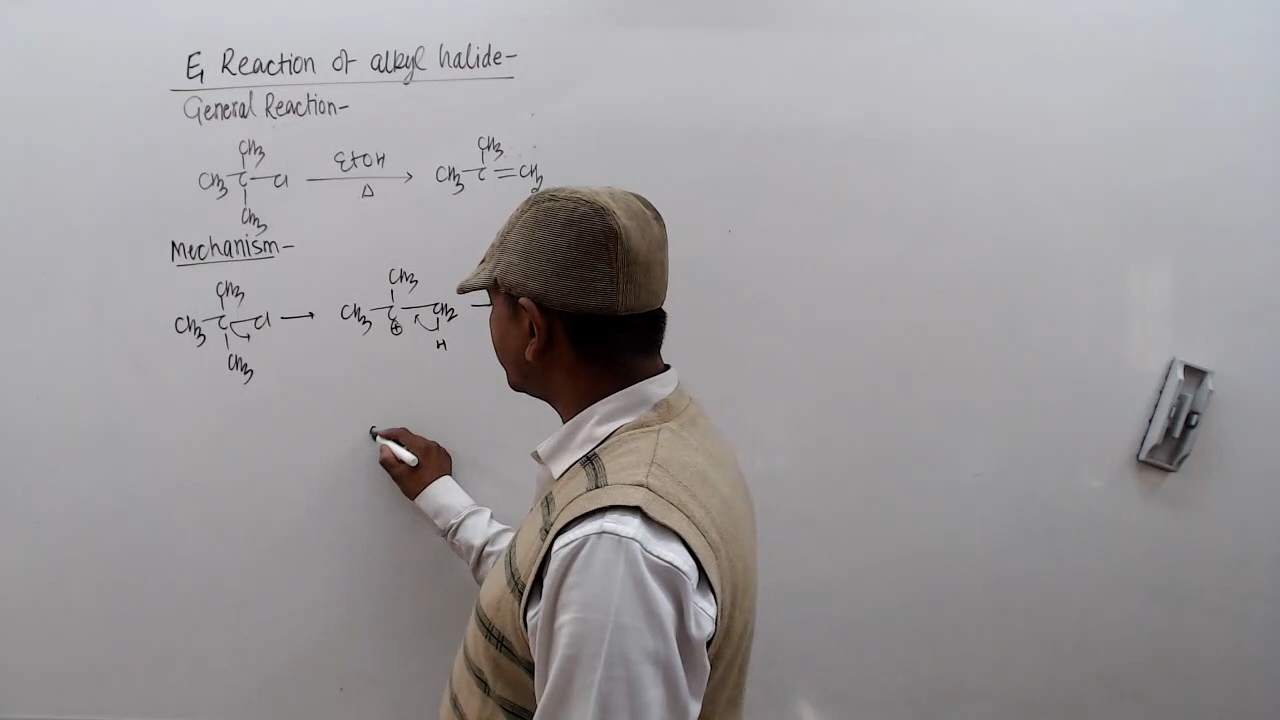 E1 Reaction of alkyl halide-
General Reaction-
CH3
CH3-C-Cl EtOH → CH3-C=CH2
Δ CH3
CH3
Mechanism-
CH3 CH3
CH3-C-Cl → CH3-C-CH2 →
⊕ H
CH3